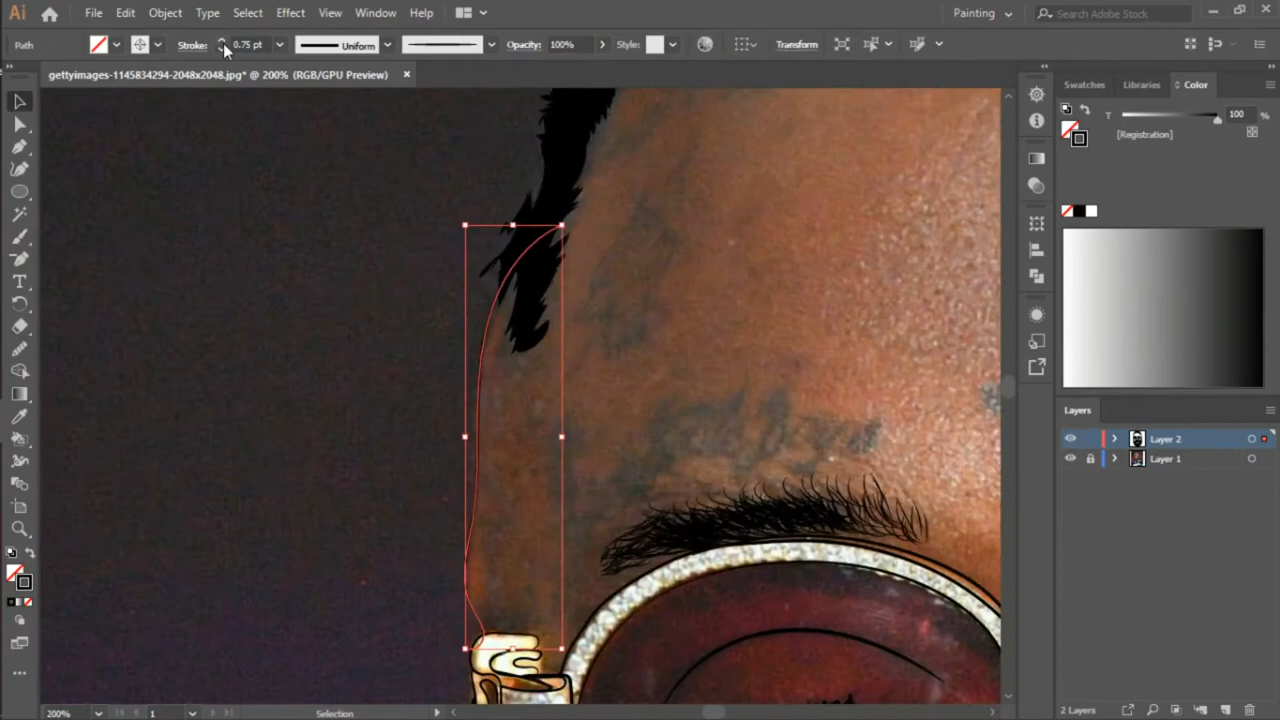 Ai File Edit Object Type Select Effect View Window Help Painting Search Adobe Stock
Path Stroke: 0.75 pt Uniform Opacity: 100% Style: Transform
gettyimages-1145834294-2048x2048.jpg* @ 200% (RGB/GPU Preview) ×
Swatches Libraries Color
T 100 %
[Registration]
Layers
Layer 2
Layer 1
200% 1 Selection 2 Layers